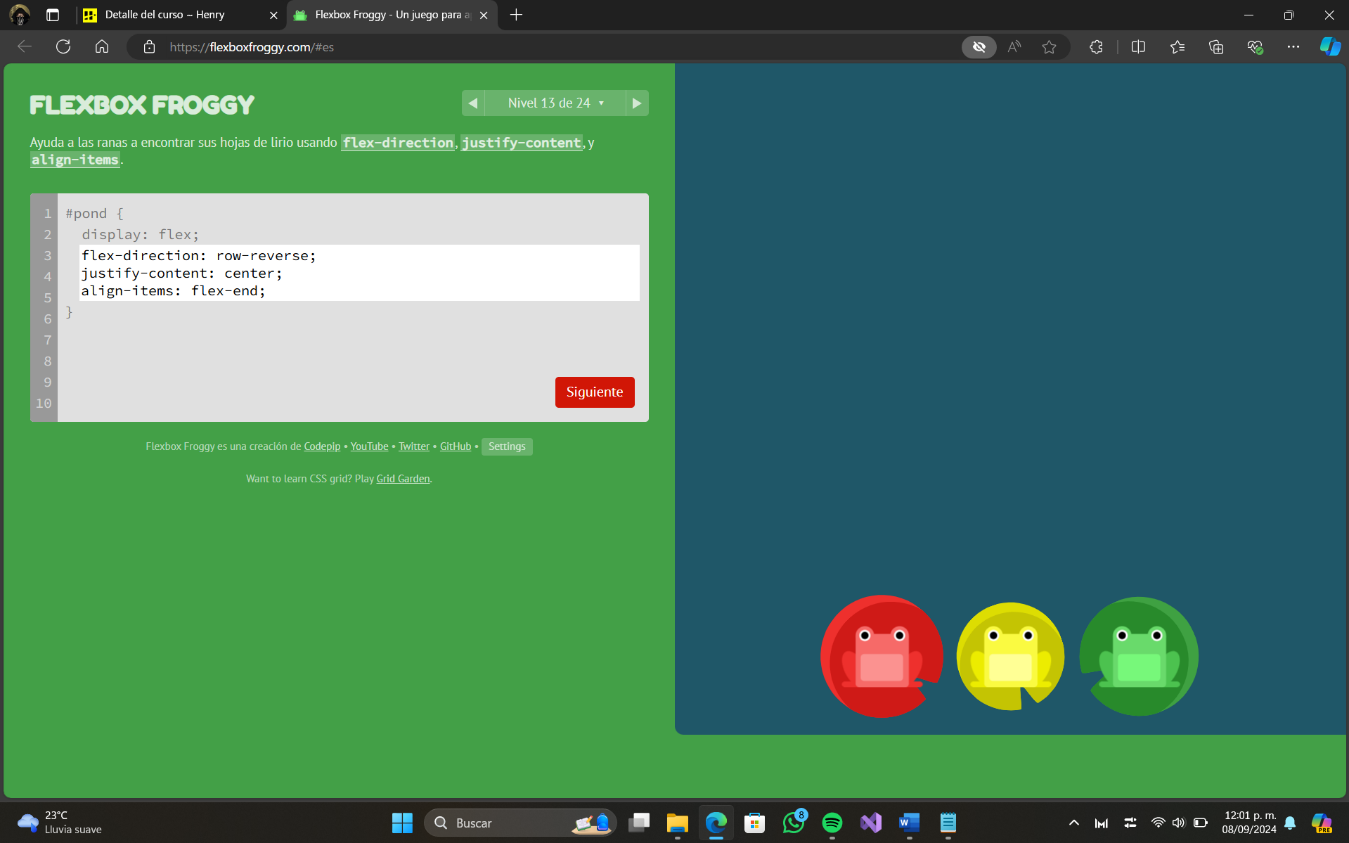 Detalle del curso – Henry
Flexbox Froggy - Un juego para a
https://flexboxfroggy.com/#es
FLEXBOX FROGGY
Nivel 13 de 24
Ayuda a las ranas a encontrar sus hojas de lirio usando flex-direction, justify-content, y
align-items.
1 #pond {
2 display: flex;
3 flex-direction: row-reverse;
4 justify-content: center;
5 align-items: flex-end;
6 }
7
8
9
10
Siguiente
Flexbox Froggy es una creación de Codepip • YouTube • Twitter • GitHub • Settings
Want to learn CSS grid? Play Grid Garden.
23°C
Lluvia suave
Buscar
8
12:01 p. m.
08/09/2024
PRE